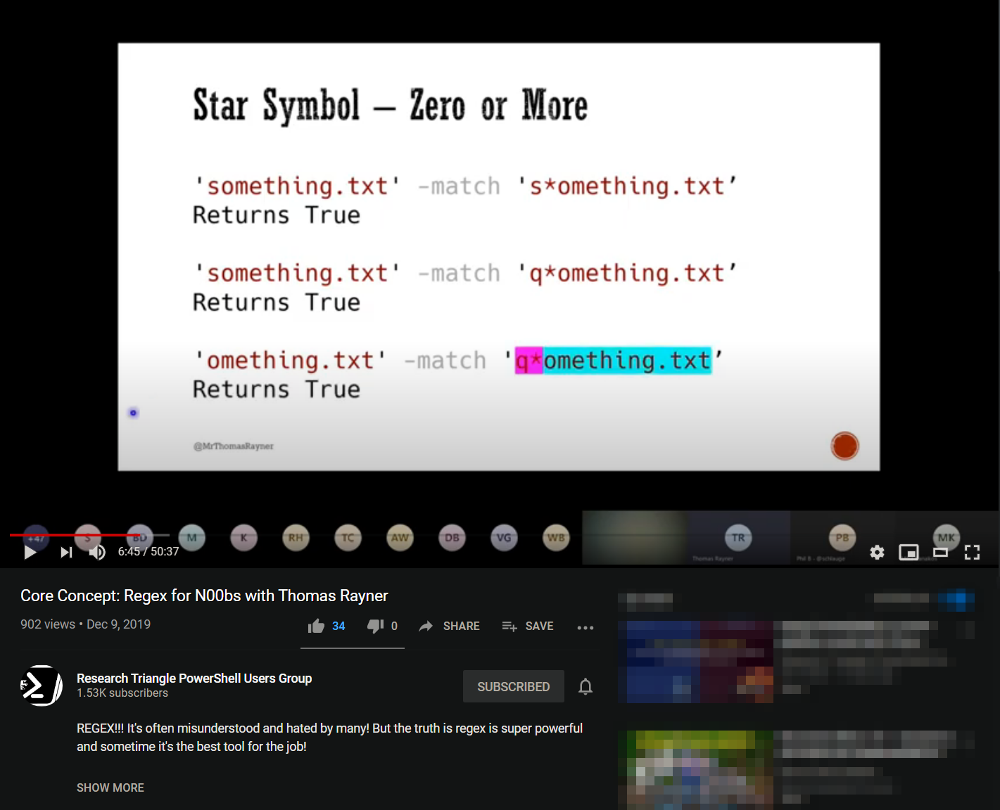 Star Symbol – Zero or More
'something.txt' -match 's*omething.txt’
Returns True
'something.txt' -match 'q*omething.txt’
Returns True
'omething.txt' -match 'q*omething.txt’
Returns True
@MrThomasRayner
+47
S
BD
M
K
RH
TC
AW
DB
VG
WB
TR
PB
MK
Thomas Rayner
Phil B - @schlauge
6:45 / 50:37
Core Concept: Regex for N00bs with Thomas Rayner
902 views • Dec 9, 2019
34
0
SHARE
SAVE
Research Triangle PowerShell Users Group
1.53K subscribers
SUBSCRIBED
REGEX!!! It's often misunderstood and hated by many! But the truth is regex is super powerful
and sometime it's the best tool for the job!
SHOW MORE